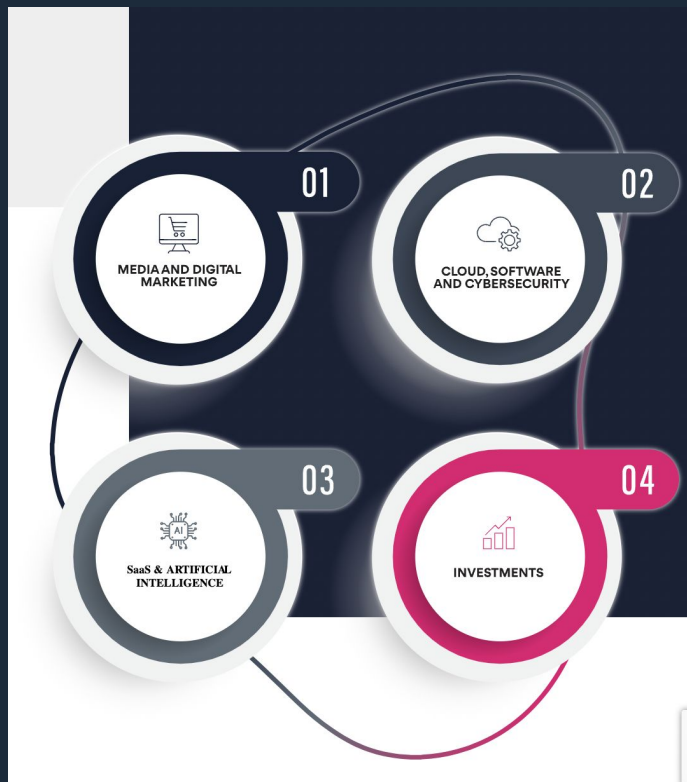 01
MEDIA AND DIGITAL
MARKETING
02
CLOUD, SOFTWARE
AND CYBERSECURITY
03
AI
SaaS & ARTIFICIAL
INTELLIGENCE
04
INVESTMENTS